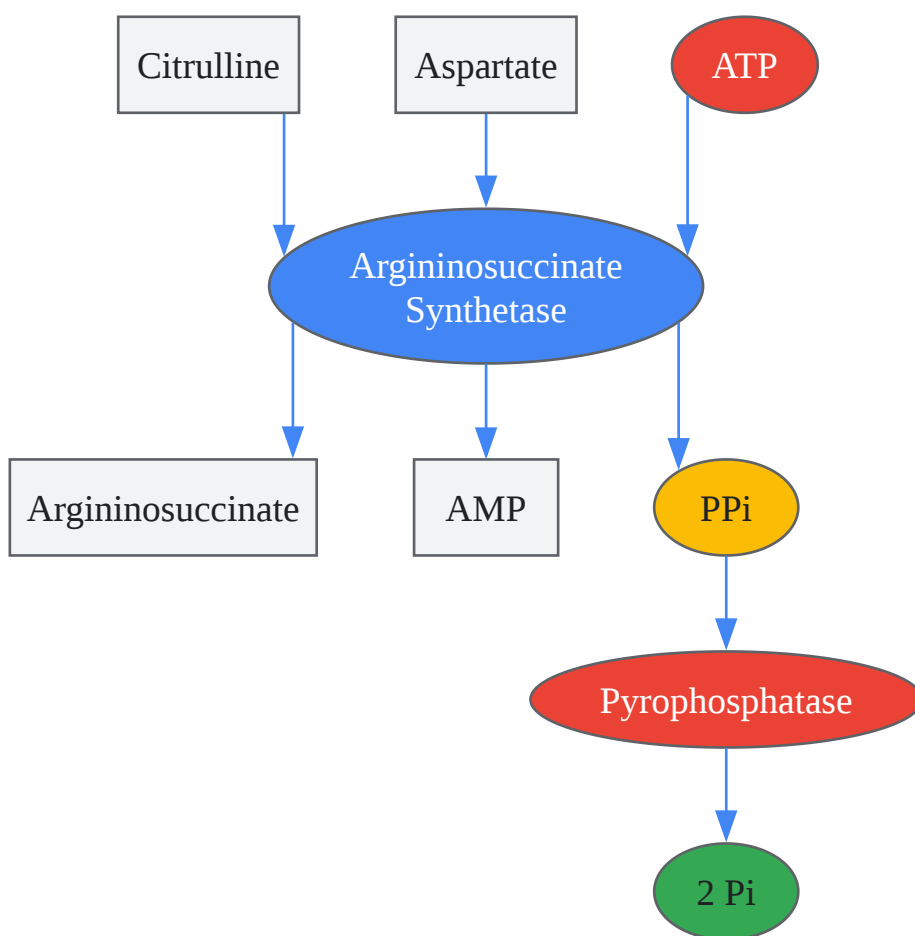 Citrulline
Aspartate
ATP
Argininosuccinate
Synthetase
Argininosuccinate
AMP
PPi
Pyrophosphatase
2 Pi